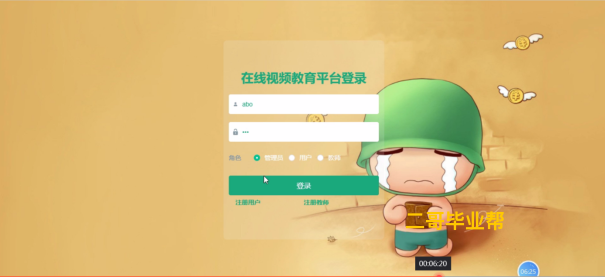 在线视频教育平台登录
abo
•••
角色 管理员 用户 教师
登录
注册用户 注册教师
二哥毕业帮
00:06:20
06:25